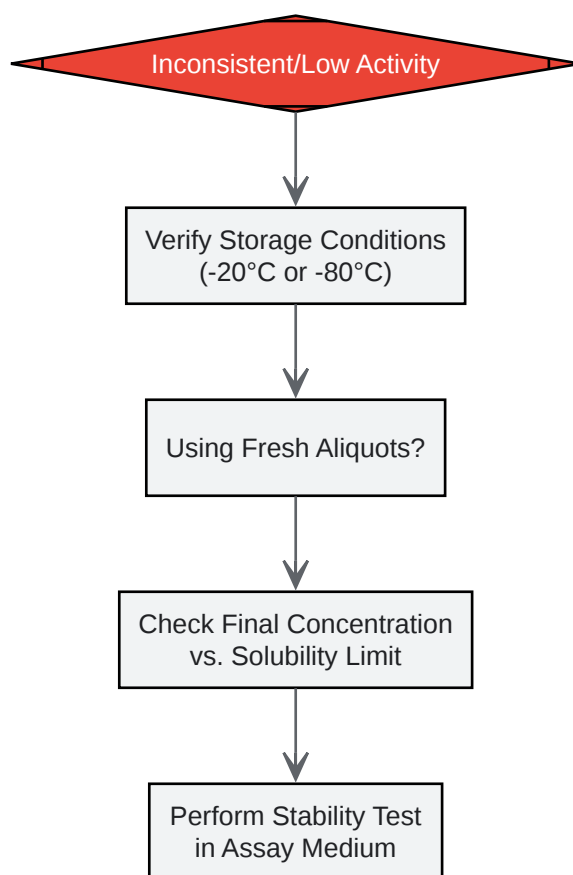 Inconsistent/Low Activity
Verify Storage Conditions
(-20°C or -80°C)
Using Fresh Aliquots?
Check Final Concentration
vs. Solubility Limit
Perform Stability Test
in Assay Medium